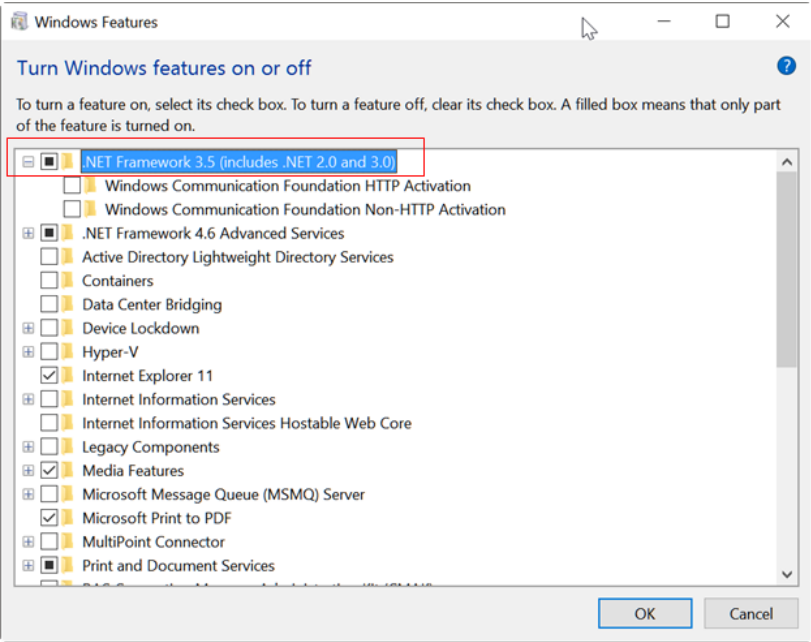 Windows Features
Turn Windows features on or off
?
To turn a feature on, select its check box. To turn a feature off, clear its check box. A filled box means that only part
of the feature is turned on.
.NET Framework 3.5 (includes .NET 2.0 and 3.0)
Windows Communication Foundation HTTP Activation
Windows Communication Foundation Non-HTTP Activation
.NET Framework 4.6 Advanced Services
Active Directory Lightweight Directory Services
Containers
Data Center Bridging
Device Lockdown
Hyper-V
Internet Explorer 11
Internet Information Services
Internet Information Services Hostable Web Core
Legacy Components
Media Features
Microsoft Message Queue (MSMQ) Server
Microsoft Print to PDF
MultiPoint Connector
Print and Document Services
OK
Cancel